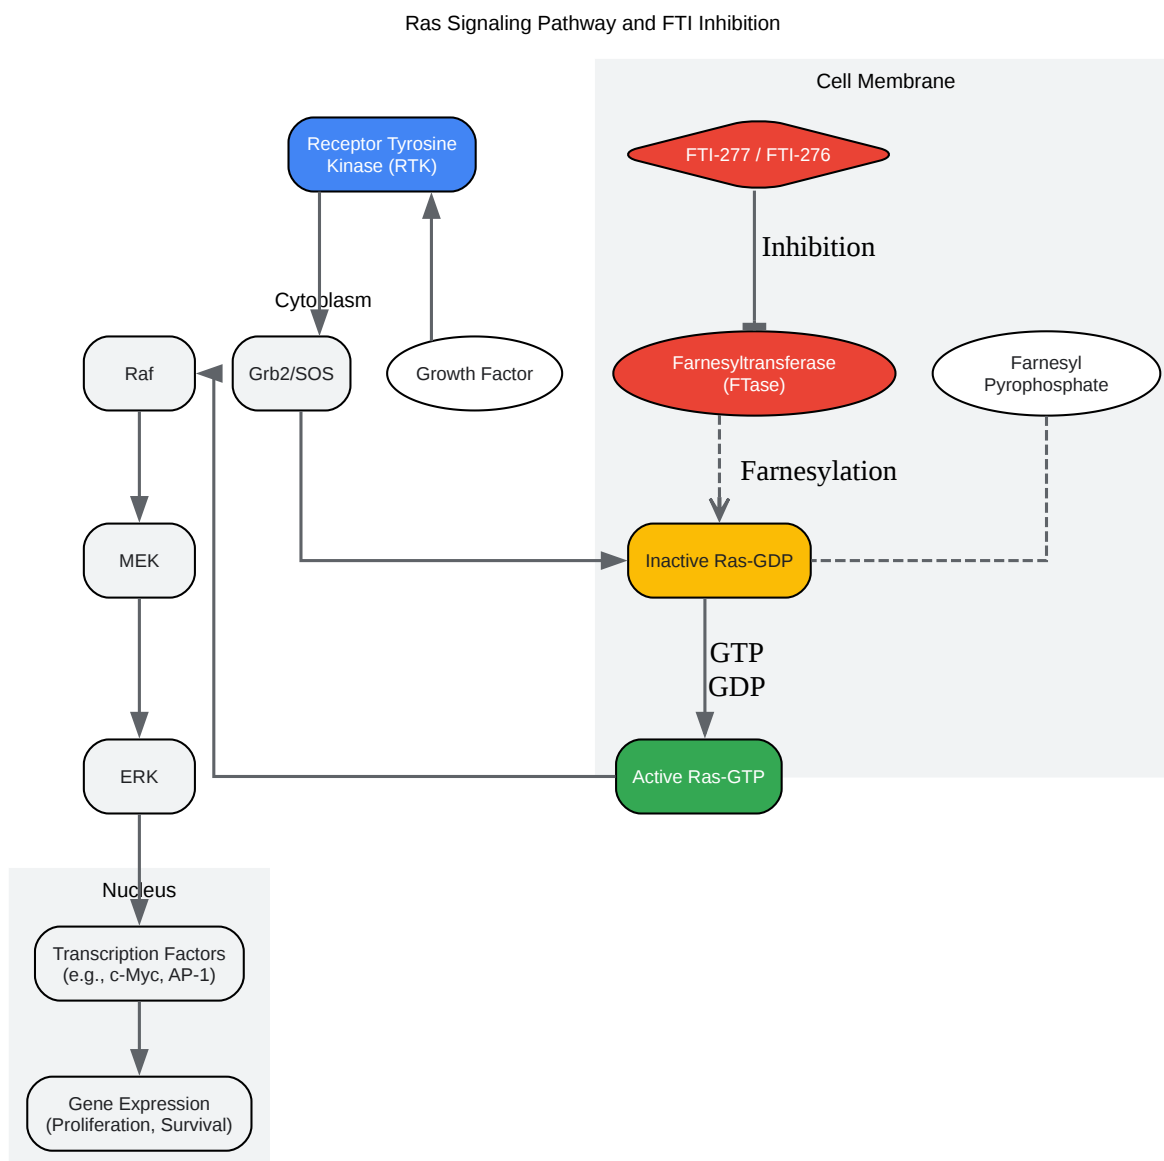 Ras Signaling Pathway and FTI Inhibition
Cell Membrane
Receptor Tyrosine
Kinase (RTK)
FTI-277 / FTI-276
Inhibition
Cytoplasm
Raf
Grb2/SOS
Growth Factor
Farnesyltransferase
(FTase)
Farnesyl
Pyrophosphate
Farnesylation
MEK
Inactive Ras-GDP
GTP
GDP
ERK
Active Ras-GTP
Nucleus
Transcription Factors
(e.g., c-Myc, AP-1)
Gene Expression
(Proliferation, Survival)